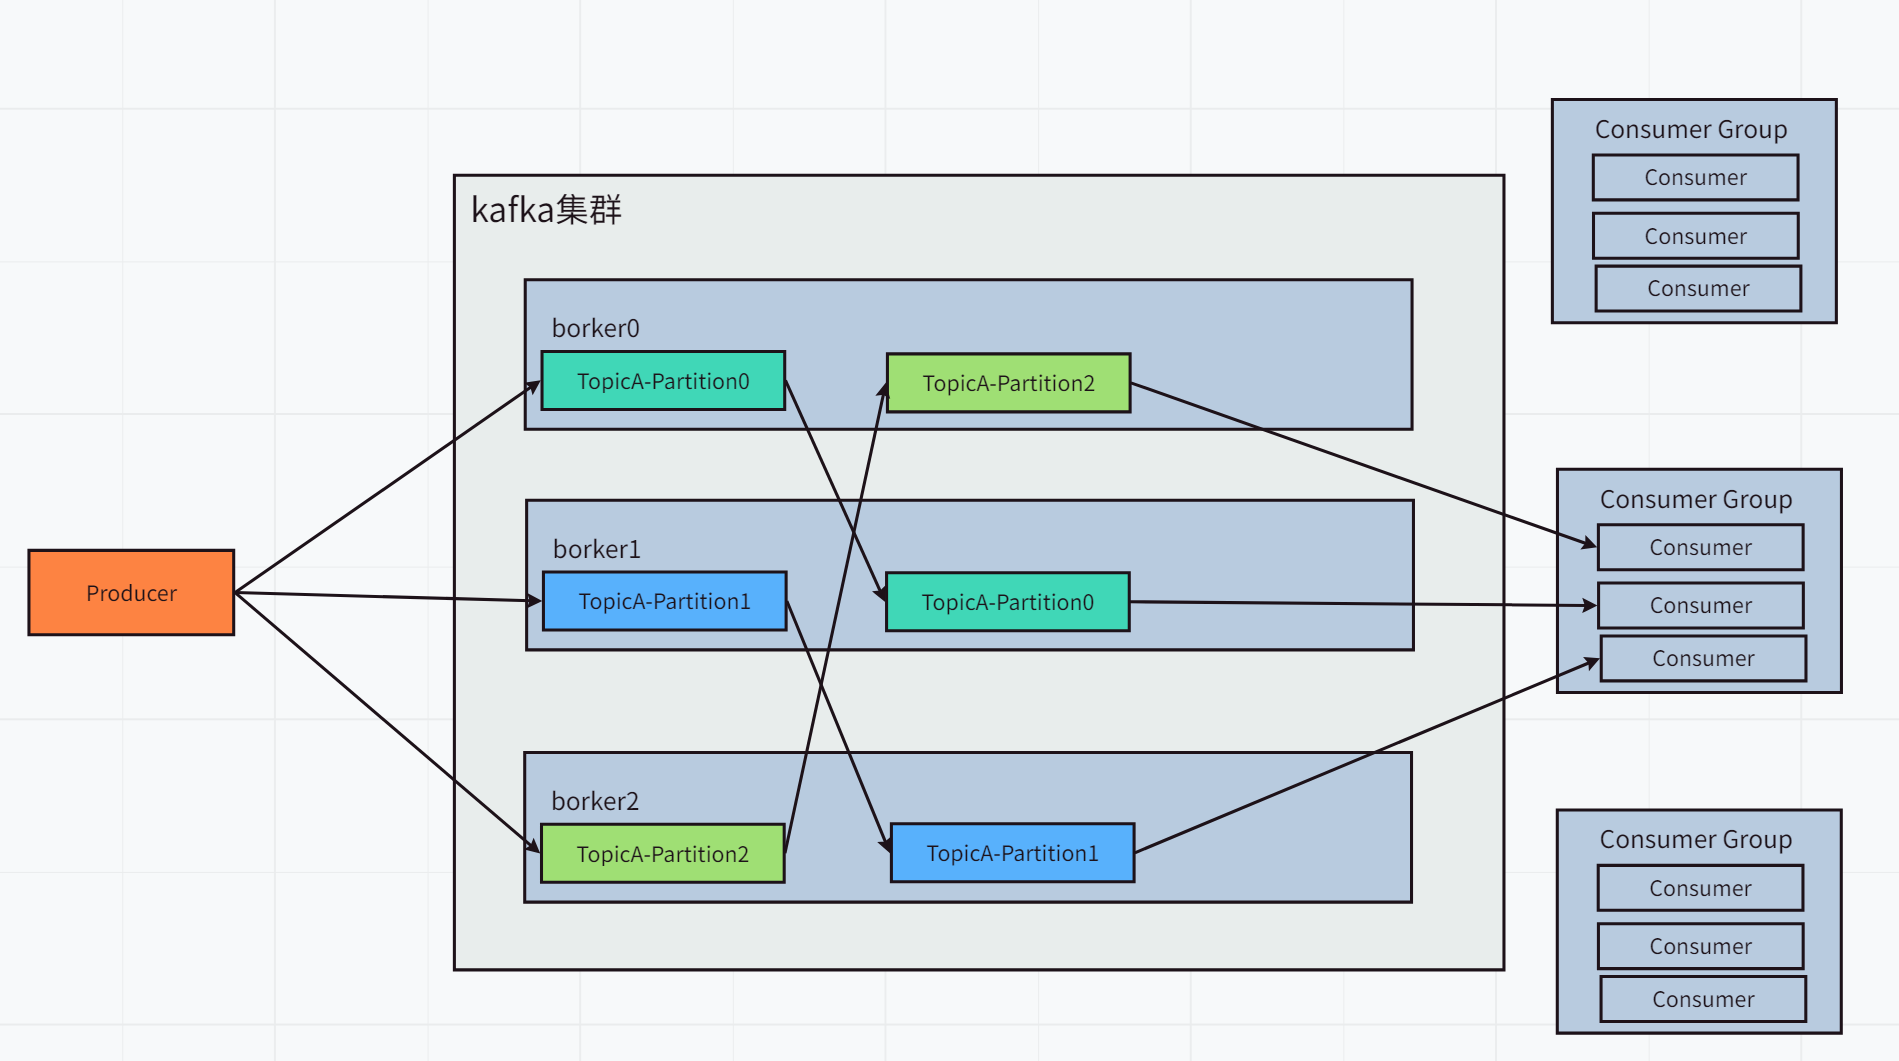 Producer
kafka集群
borker0
TopicA-Partition0
TopicA-Partition2
borker1
TopicA-Partition1
TopicA-Partition0
borker2
TopicA-Partition2
TopicA-Partition1
Consumer Group
Consumer
Consumer
Consumer
Consumer Group
Consumer
Consumer
Consumer
Consumer Group
Consumer
Consumer
Consumer